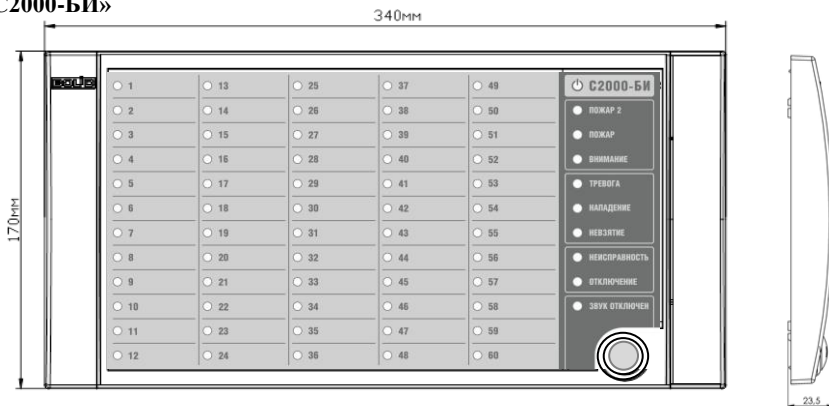 С2000-БИ»
340мм
170мм
BOLID
1 13 25 37 49 С2000-БИ
2 14 26 38 50 ПОЖАР 2
3 15 27 39 51 ПОЖАР
4 16 28 40 52 ВНИМАНИЕ
5 17 29 41 53 ТРЕВОГА
6 18 30 42 54 НАПАДЕНИЕ
7 19 31 43 55 НЕВЗЯТИЕ
8 20 32 44 56 НЕИСПРАВНОСТЬ
9 21 33 45 57 ОТКЛЮЧЕНИЕ
10 22 34 46 58 ЗВУК ОТКЛЮЧЕН
11 23 35 47 59
12 24 36 48 60
23,5